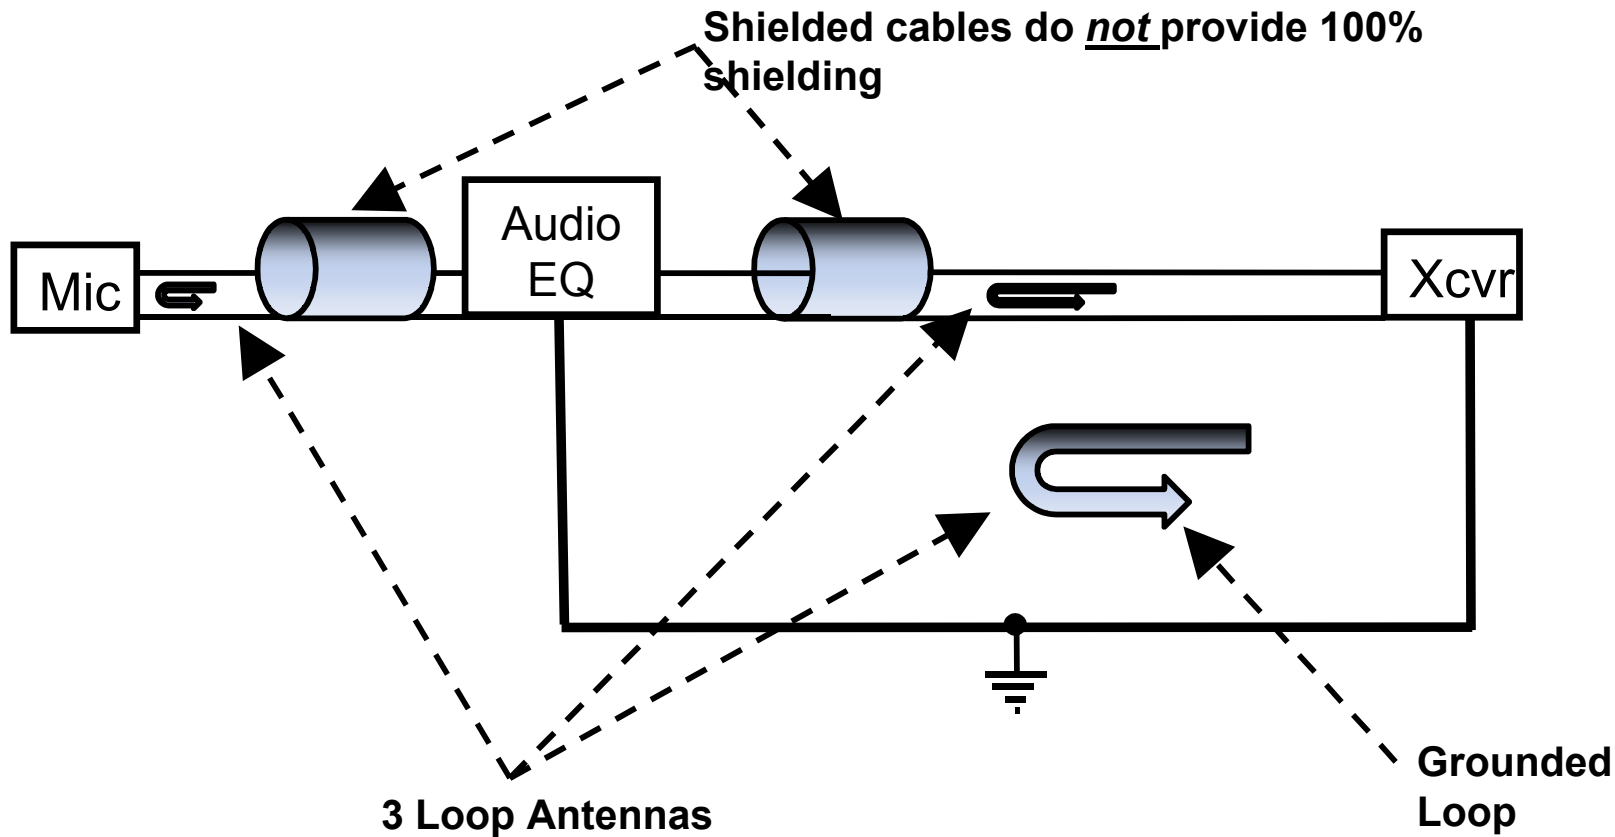 Shielded cables do not provide 100%
shielding
Audio
EQ
Mic
Xcvr
Grounded
Loop
3 Loop Antennas